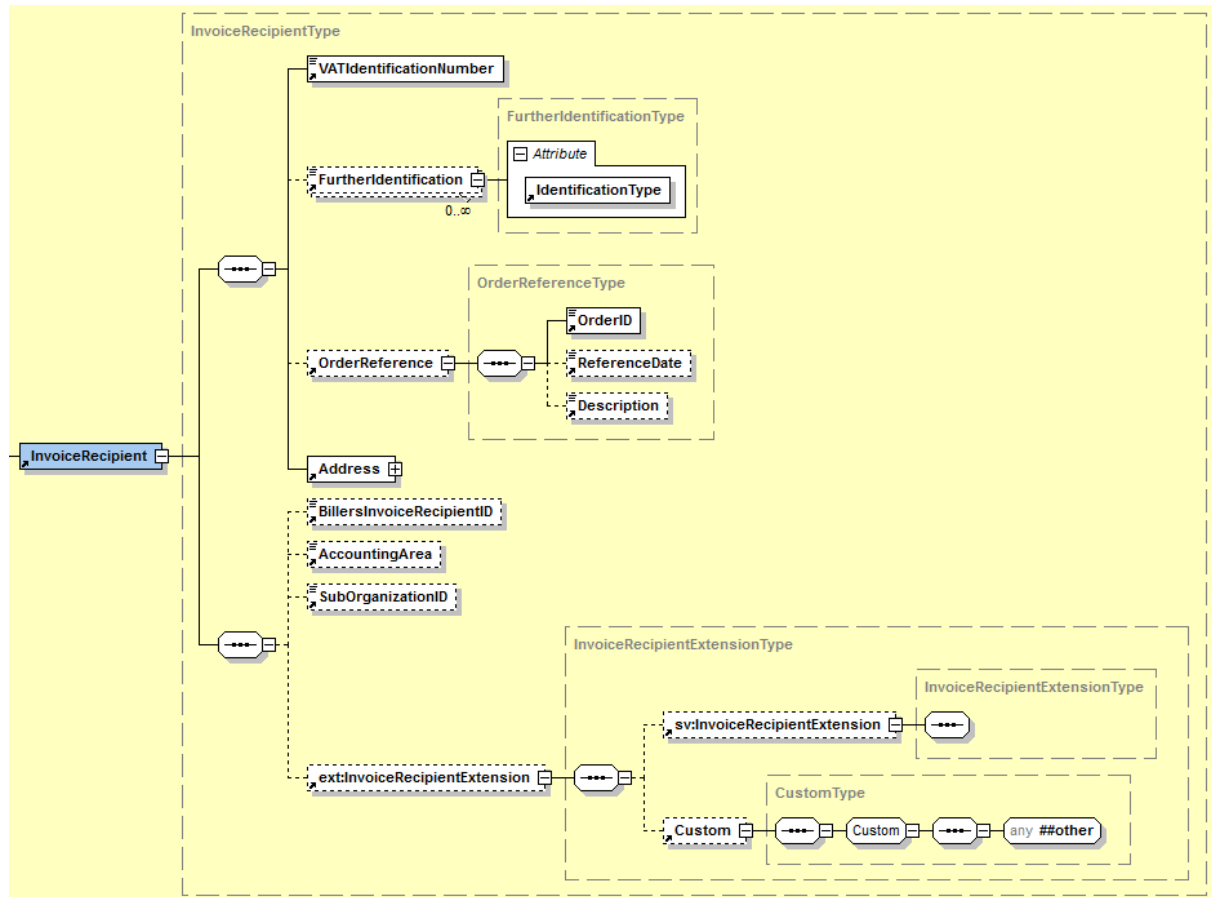 InvoiceRecipientType
VATIdentificationNumber
FurtherIdentificationType
Attribute
FurtherIdentification
IdentificationType
0..∞
OrderReferenceType
OrderID
OrderReference
ReferenceDate
Description
InvoiceRecipient
Address
BillersInvoiceRecipientID
AccountingArea
SubOrganizationID
InvoiceRecipientExtensionType
InvoiceRecipientExtensionType
sv:InvoiceRecipientExtension
ext:InvoiceRecipientExtension
CustomType
Custom
Custom
any ##other